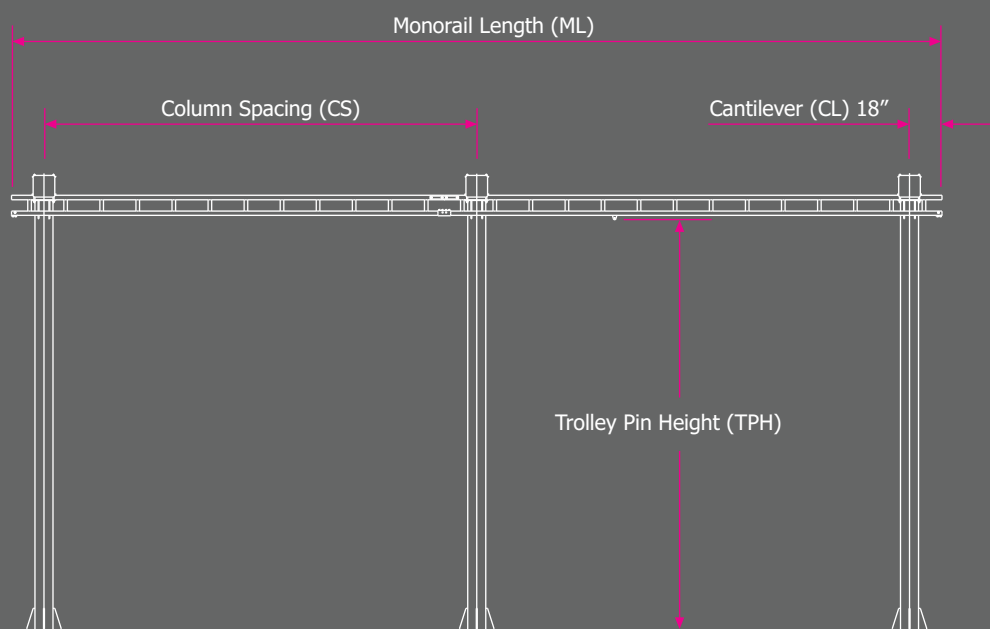 Monorail Length (ML)
Column Spacing (CS)
Cantilever (CL) 18″
Trolley Pin Height (TPH)